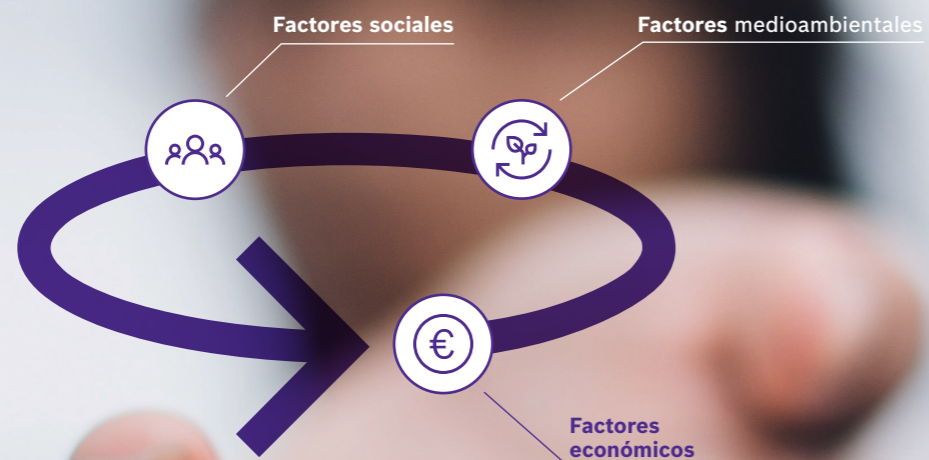 Factores sociales
Factores medioambientales
€
Factores
económicos